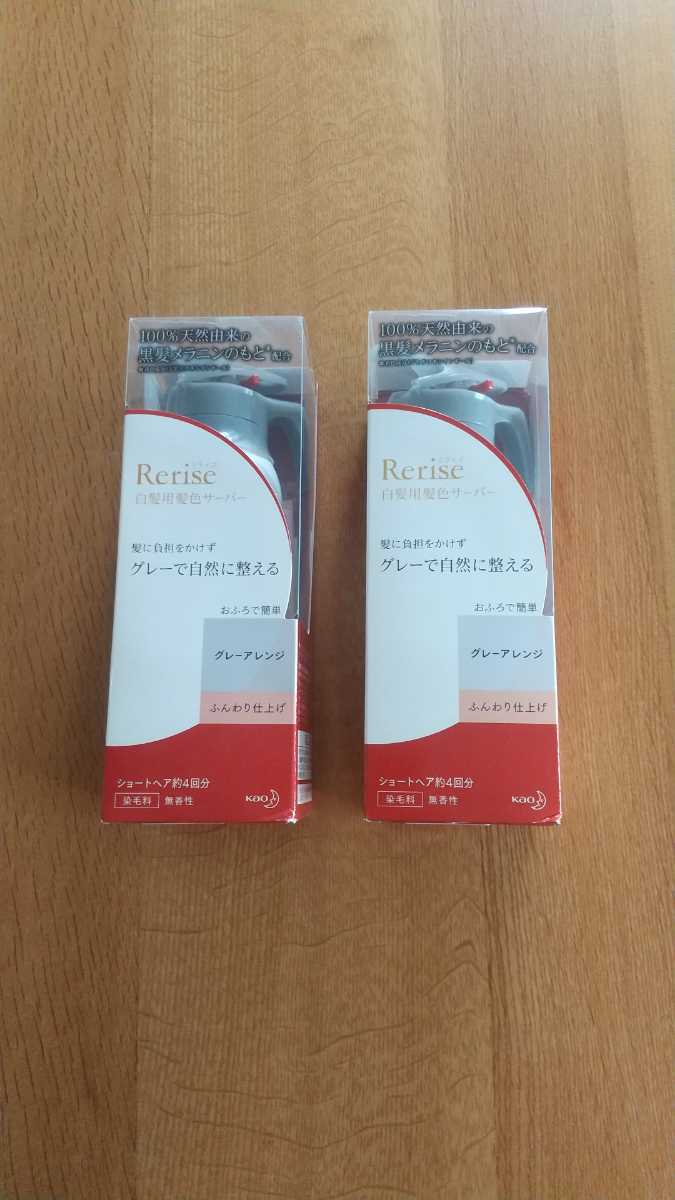 100%天然由来の
黒髪メラニンのもと*配合
リライズ
Rerise
白髪用髪色サーバー
髪に負担をかけず
グレーで自然に整える
おふろで簡単
グレーアレンジ
ふんわり仕上げ
ショートヘア約4回分
染毛料 無香性
Kao
100%天然由来の
黒髪メラニンのもと*配合
リライズ
Rerise
白髪用髪色サーバー
髪に負担をかけず
グレーで自然に整える
おふろで簡単
グレーアレンジ
ふんわり仕上げ
ショートヘア約4回分
染毛料 無香性
Kao